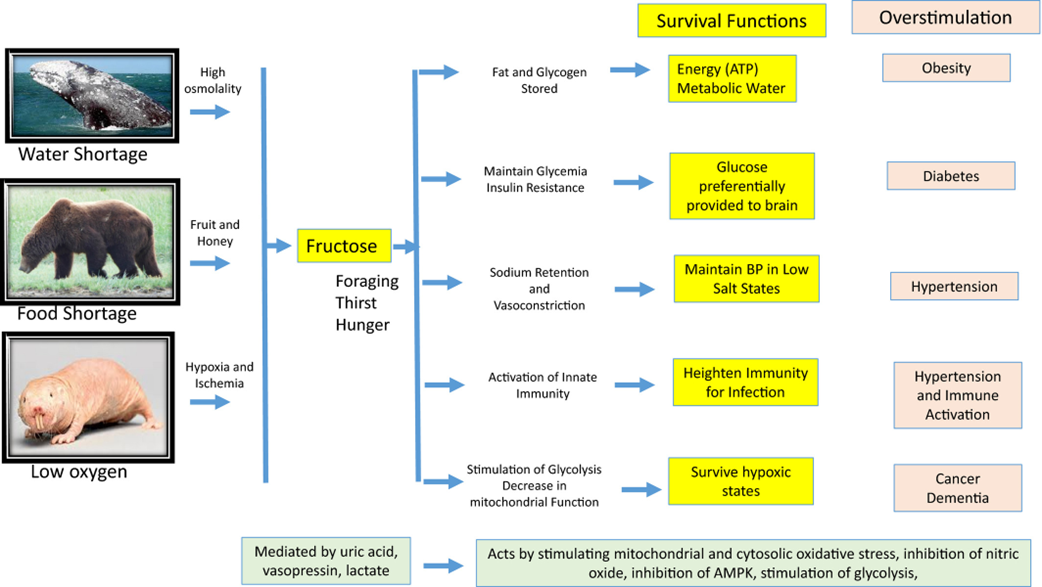 Survival Functions
Overstimulation
Water Shortage
High
osmolality
Food Shortage
Fruit and
Honey
Low oxygen
Hypoxia and
Ischemia
Fructose
Foraging
Thirst
Hunger
Fat and Glycogen
Stored
Energy (ATP)
Metabolic Water
Obesity
Maintain Glycemia
Insulin Resistance
Glucose
preferentially
provided to brain
Diabetes
Sodium Retention
and
Vasoconstriction
Maintain BP in Low
Salt States
Hypertension
Activation of Innate
Immunity
Heighten Immunity
for Infection
Hypertension
and Immune
Activation
Stimulation of Glycolysis
Decrease in
mitochondrial Function
Survive hypoxic
states
Cancer
Dementia
Mediated by uric acid,
vasopressin, lactate
Acts by stimulating mitochondrial and cytosolic oxidative stress, inhibition of nitric
oxide, inhibition of AMPK, stimulation of glycolysis,